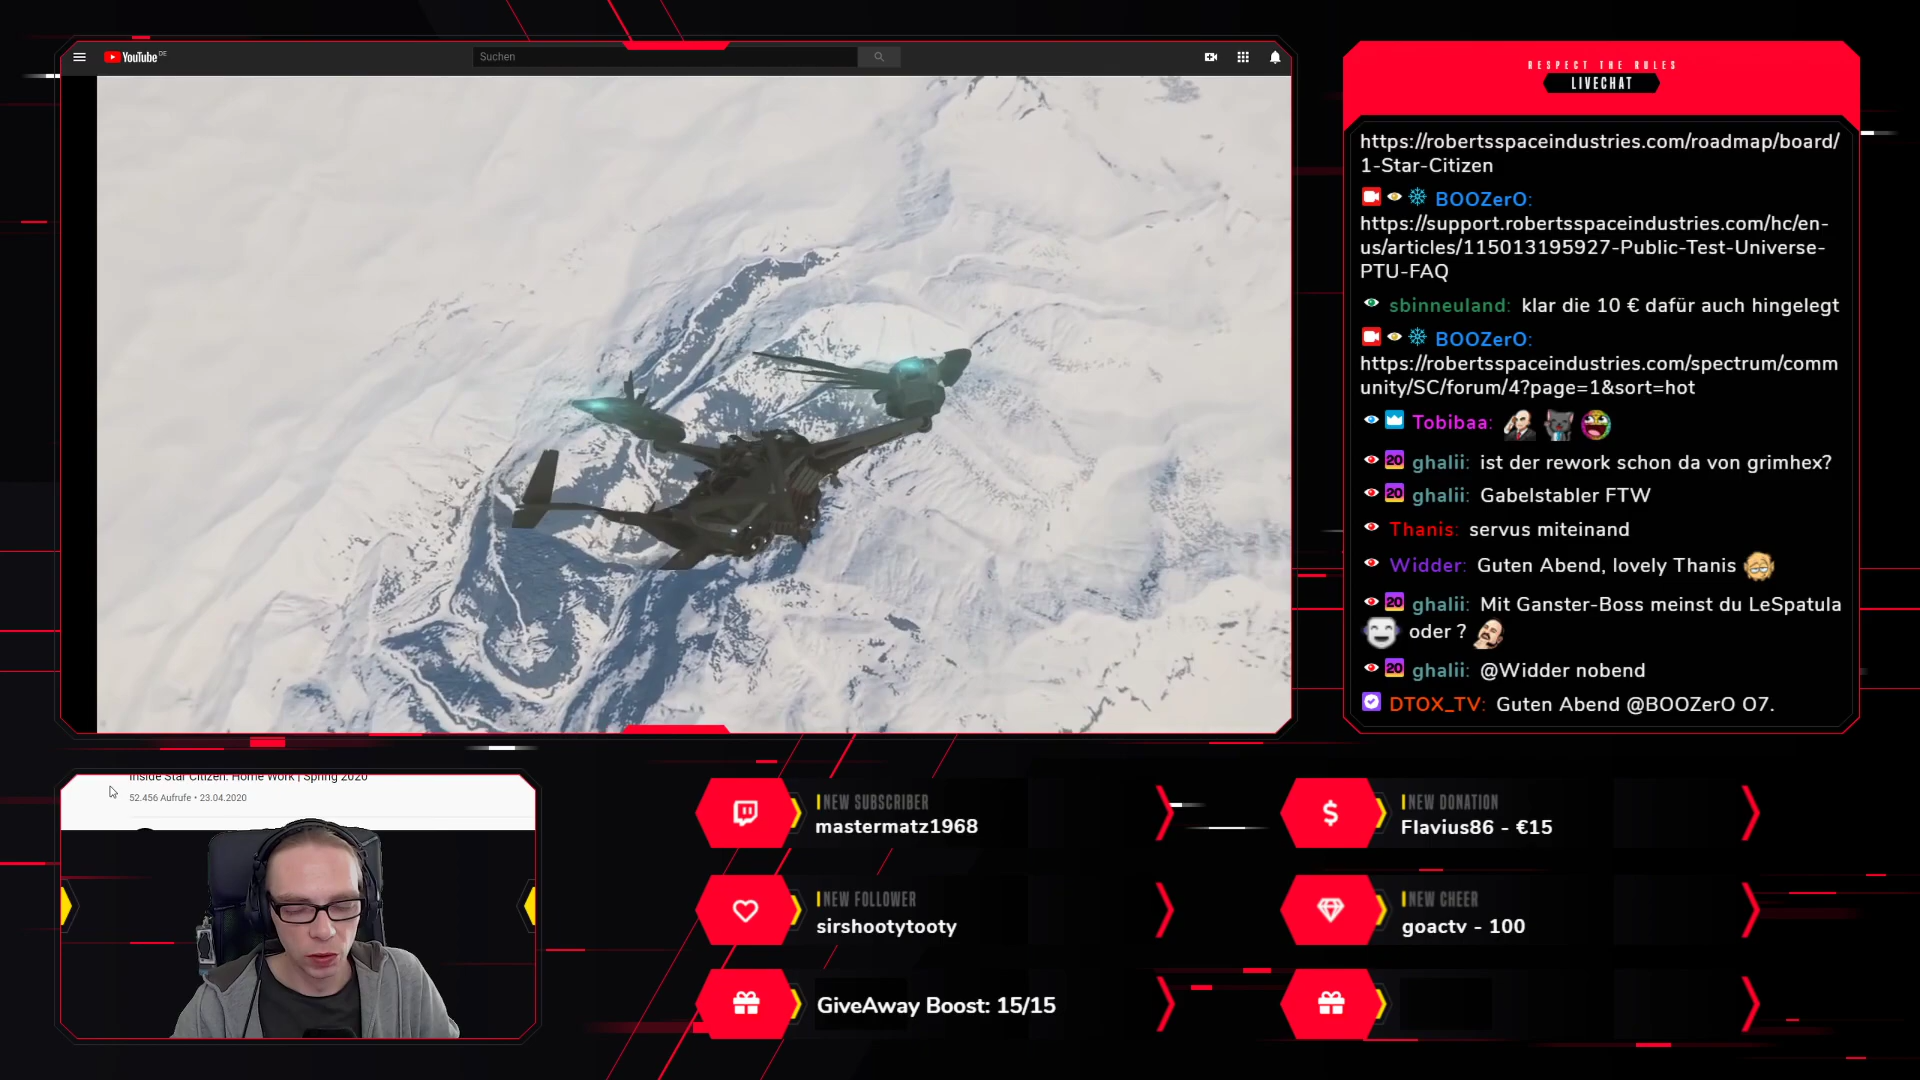 YouTube DE
Suchen
RESPECT THE RULES
LIVECHAT
https://robertsspaceindustries.com/roadmap/board/
1-Star-Citizen
BOOZerO:
https://support.robertsspaceindustries.com/hc/en-
us/articles/115013195927-Public-Test-Universe-
PTU-FAQ
sbinneuland: klar die 10 € dafür auch hingelegt
BOOZerO:
https://robertsspaceindustries.com/spectrum/comm
unity/SC/forum/4?page=1&sort=hot
Tobibaa:
20 ghalii: ist der rework schon da von grimhex?
20 ghalii: Gabelstabler FTW
Thanis: servus miteinand
Widder: Guten Abend, lovely Thanis
20 ghalii: Mit Ganster-Boss meinst du LeSpatula
oder ?
20 ghalii: @Widder nobend
DTOX_TV: Guten Abend @BOOZerO O7.
Inside Star Citizen: Home Work | Spring 2020
52.456 Aufrufe • 23.04.2020
NEW SUBSCRIBER
mastermatz1968
NEW DONATION
Flavius86 - €15
NEW FOLLOWER
sirshootytooty
NEW CHEER
goactv - 100
GiveAway Boost: 15/15